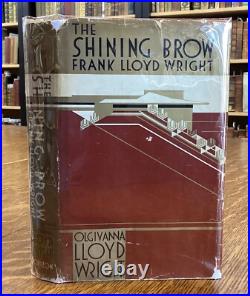 THE
SHINING BROW
FRANK LLOYD WRIGHT
OLGIVANNA
LLOYD
WRIGHT
THE
SHINING BROW